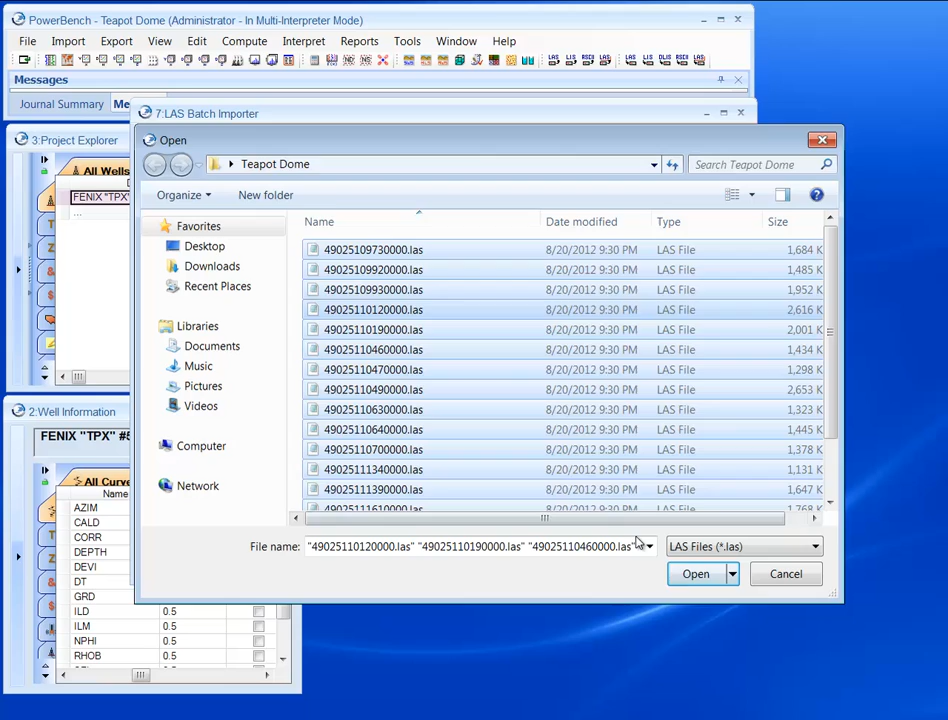 PowerBench - Teapot Dome (Administrator - In Multi-Interpreter Mode)
File Import Export View Edit Compute Interpret Reports Tools Window Help
Messages
Journal Summary
7:LAS Batch Importer
3:Project Explorer
All Wells
FENIX "TPX"
...
Open
Teapot Dome
Search Teapot Dome
Organize
New folder
Name Date modified Type Size
Favorites
Desktop
Downloads
Recent Places
Libraries
Documents
Music
Pictures
Videos
Computer
Network
49025109730000.las 8/20/2012 9:30 PM LAS File 1,684 K
49025109920000.las 8/20/2012 9:30 PM LAS File 1,485 K
49025109930000.las 8/20/2012 9:30 PM LAS File 1,952 K
49025110120000.las 8/20/2012 9:30 PM LAS File 2,616 K
49025110190000.las 8/20/2012 9:30 PM LAS File 2,001 K
49025110460000.las 8/20/2012 9:30 PM LAS File 1,434 K
49025110470000.las 8/20/2012 9:30 PM LAS File 1,298 K
49025110490000.las 8/20/2012 9:30 PM LAS File 2,653 K
49025110630000.las 8/20/2012 9:30 PM LAS File 1,323 K
49025110640000.las 8/20/2012 9:30 PM LAS File 1,445 K
49025110700000.las 8/20/2012 9:30 PM LAS File 1,378 K
49025111340000.las 8/20/2012 9:30 PM LAS File 1,131 K
49025111390000.las 8/20/2012 9:30 PM LAS File 1,647 K
49025111610000.las 8/20/2012 9:30 PM LAS File 1,768 K
File name: "49025110120000.las" "49025110190000.las" "49025110460000.las"
LAS Files (*.las)
Open Cancel
2:Well Information
FENIX "TPX" #5
All Curve
Name
AZIM
CALD
CORR
DEPTH
DEVI
DT
GRD
ILD 0.5
ILM 0.5
NPHI 0.5
RHOB 0.5